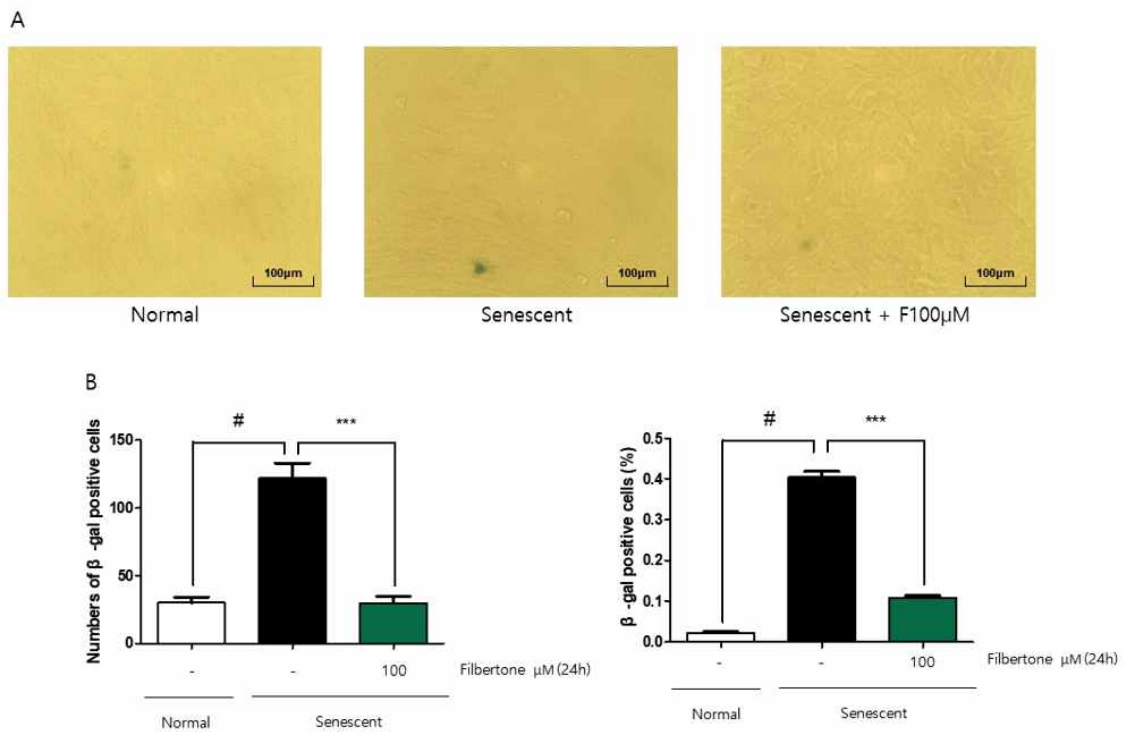 A
100µm
100µm
100µm
Normal
Senescent
Senescent + F100µM
B
Numbers of β -gal positive cells
150
100
50
0
#
***
-
-
100
Filbertone µM (24h)
Normal
Senescent
β -gal positive cells (%)
0.5
0.4
0.3
0.2
0.1
0.0
#
***
-
-
100
Filbertone µM (24h)
Normal
Senescent